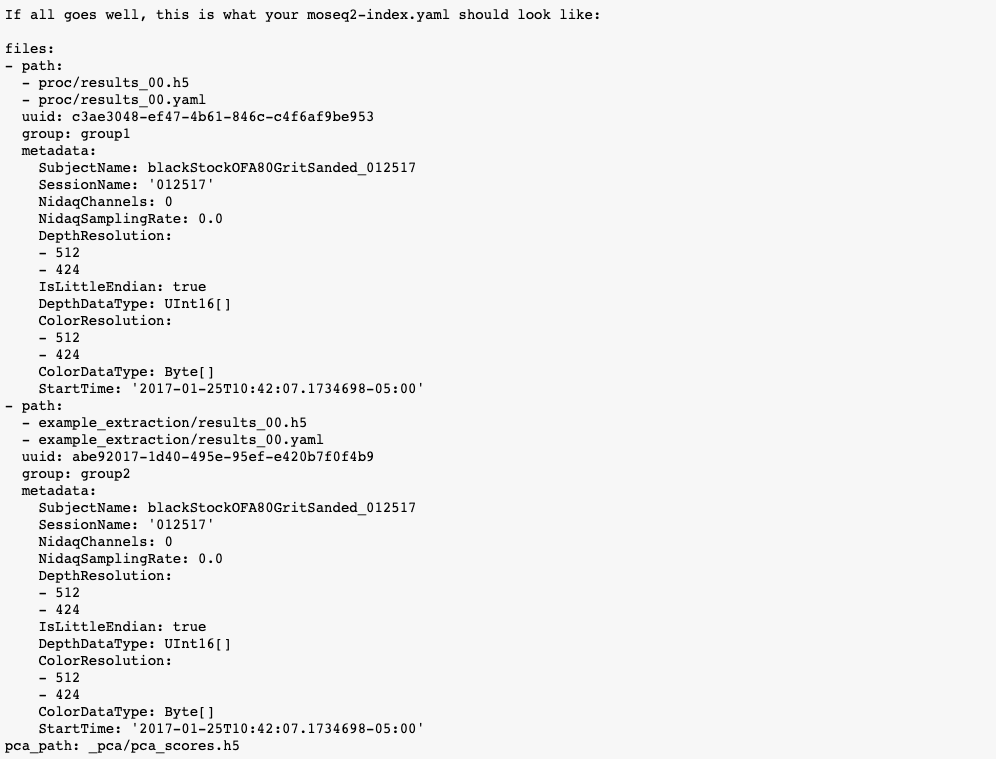 If all goes well, this is what your moseq2-index.yaml should look like:
files:
- path:
  - proc/results_00.h5
  - proc/results_00.yaml
  uuid: c3ae3048-ef47-4b61-846c-c4f6af9be953
  group: group1
  metadata:
    SubjectName: blackStockOFA80GritSanded_012517
    SessionName: '012517'
    NidaqChannels: 0
    NidaqSamplingRate: 0.0
    DepthResolution:
    - 512
    - 424
    IsLittleEndian: true
    DepthDataType: UInt16[]
    ColorResolution:
    - 512
    - 424
    ColorDataType: Byte[]
    StartTime: '2017-01-25T10:42:07.1734698-05:00'
- path:
  - example_extraction/results_00.h5
  - example_extraction/results_00.yaml
  uuid: abe92017-1d40-495e-95ef-e420b7f0f4b9
  group: group2
  metadata:
    SubjectName: blackStockOFA80GritSanded_012517
    SessionName: '012517'
    NidaqChannels: 0
    NidaqSamplingRate: 0.0
    DepthResolution:
    - 512
    - 424
    IsLittleEndian: true
    DepthDataType: UInt16[]
    ColorResolution:
    - 512
    - 424
    ColorDataType: Byte[]
    StartTime: '2017-01-25T10:42:07.1734698-05:00'
pca_path: _pca/pca_scores.h5